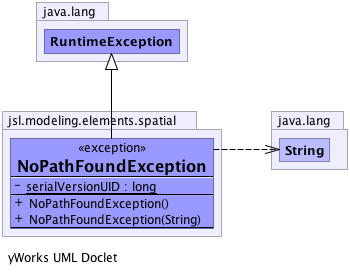 java.lang
RuntimeException
jsl.modeling.elements.spatial
java.lang
«exception»
NoPathFoundException
String
- serialVersionUID : long
+ NoPathFoundException()
+ NoPathFoundException(String)
yWorks UML Doclet